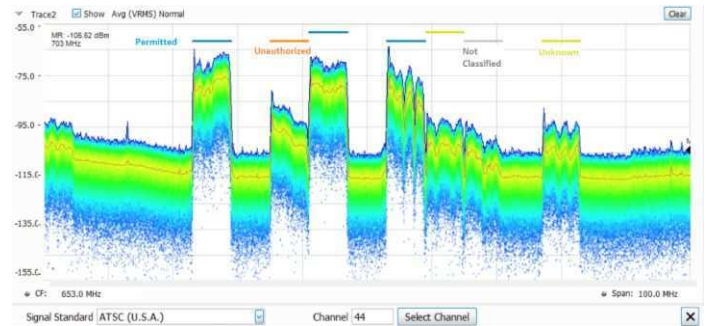 Trace2 Show Avg (VRMS) Normal Clear
-55.0
MR: -106.62 dBm
703 MHz
Permitted
Unauthorized
Not
Classified
Unknown
-75.0
-95.0
-115.0
-135.0
-155.0
CF: 653.0 MHz Span: 100.0 MHz
Signal Standard ATSC (U.S.A.) Channel 44 Select Channel X